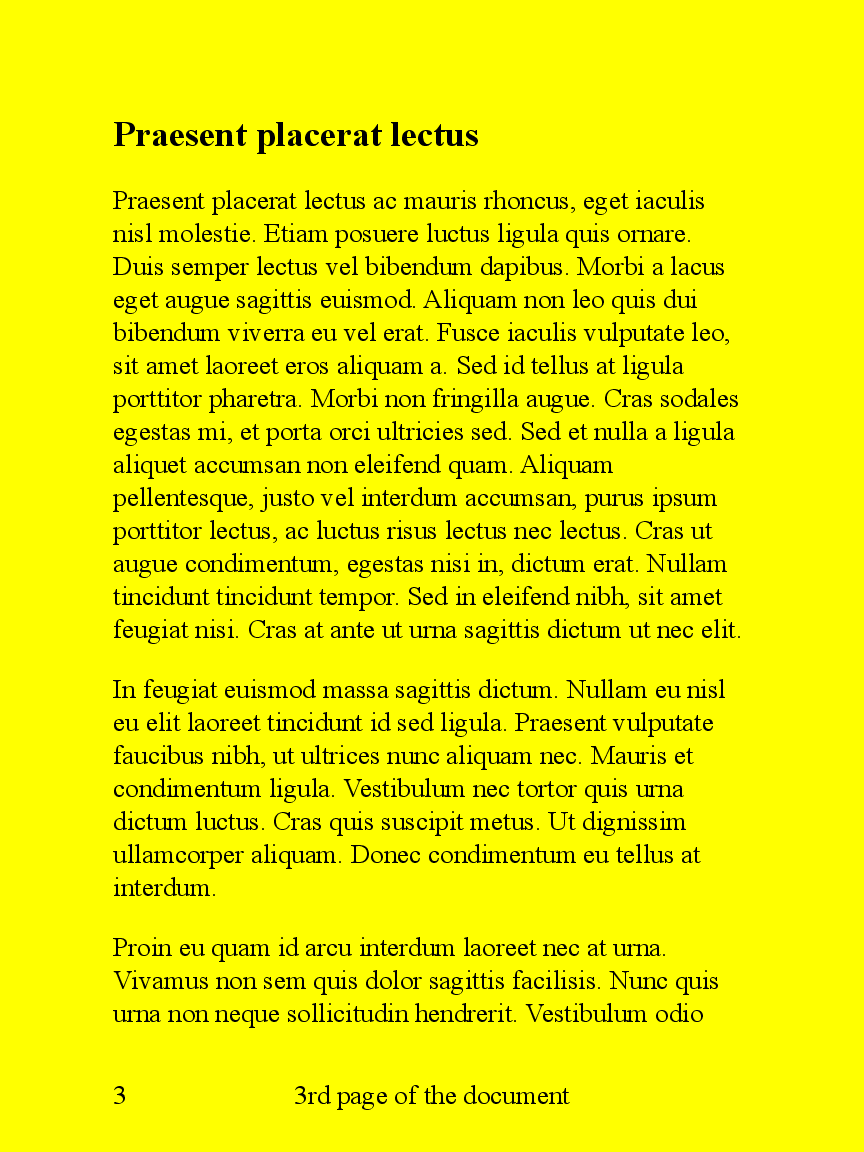 Praesent placerat lectus
Praesent placerat lectus ac mauris rhoncus, eget iaculis
nisl molestie. Etiam posuere luctus ligula quis ornare.
Duis semper lectus vel bibendum dapibus. Morbi a lacus
eget augue sagittis euismod. Aliquam non leo quis dui
bibendum viverra eu vel erat. Fusce iaculis vulputate leo,
sit amet laoreet eros aliquam a. Sed id tellus at ligula
porttitor pharetra. Morbi non fringilla augue. Cras sodales
egestas mi, et porta orci ultricies sed. Sed et nulla a ligula
aliquet accumsan non eleifend quam. Aliquam
pellentesque, justo vel interdum accumsan, purus ipsum
porttitor lectus, ac luctus risus lectus nec lectus. Cras ut
augue condimentum, egestas nisi in, dictum erat. Nullam
tincidunt tincidunt tempor. Sed in eleifend nibh, sit amet
feugiat nisi. Cras at ante ut urna sagittis dictum ut nec elit.
In feugiat euismod massa sagittis dictum. Nullam eu nisl
eu elit laoreet tincidunt id sed ligula. Praesent vulputate
faucibus nibh, ut ultrices nunc aliquam nec. Mauris et
condimentum ligula. Vestibulum nec tortor quis urna
dictum luctus. Cras quis suscipit metus. Ut dignissim
ullamcorper aliquam. Donec condimentum eu tellus at
interdum.
Proin eu quam id arcu interdum laoreet nec at urna.
Vivamus non sem quis dolor sagittis facilisis. Nunc quis
urna non neque sollicitudin hendrerit. Vestibulum odio
3 3rd page of the document